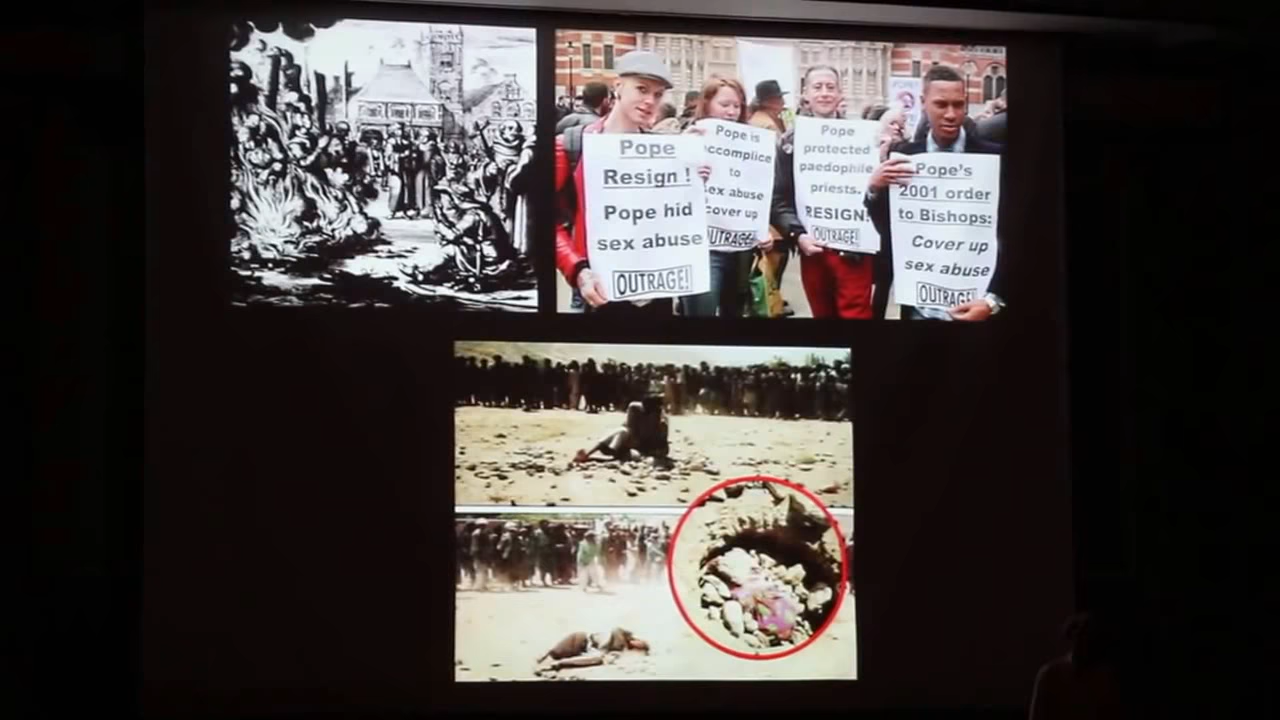 Pope
Resign !
Pope hid
sex abuse
OUTRAGE!
Pope is
accomplice
to
sex abuse
cover up
OUTRAGE!
Pope
protected
paedophile
priests.
RESIGN!
OUTRAGE!
Pope's
2001 order
to Bishops:
Cover up
sex abuse
OUTRAGE!